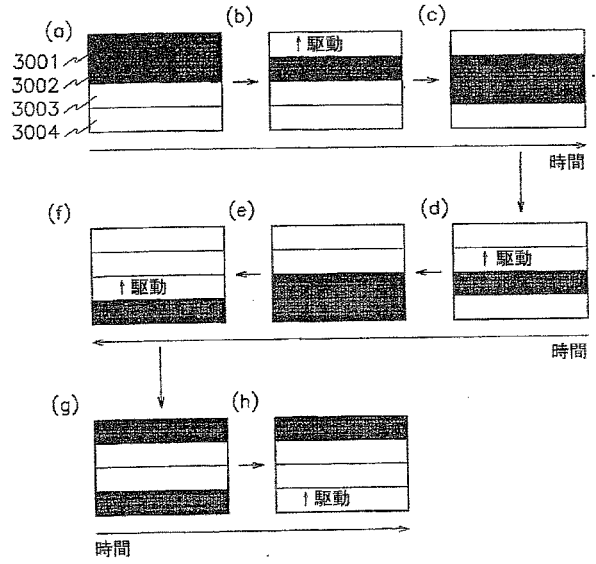 (a)
(b)
(c)
3001
3002
3003
3004
↑駆動
時間
(f)
(e)
(d)
↑駆動
↑駆動
時間
(g)
(h)
↑駆動
時間